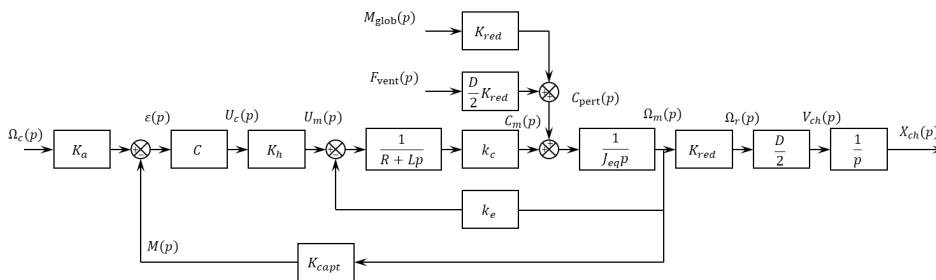 M_glob(p)
K_red
F_vent(p)
D/2 K_red
C_pert(p)
Ω_c(p)
K_a
ε(p)
C
U_c(p)
K_h
U_m(p)
1/(R + Lp)
k_c
C_m(p)
1/(J_eq p)
Ω_m(p)
K_red
Ω_r(p)
D/2
V_ch(p)
1/p
X_ch(p)
k_e
M(p)
K_capt